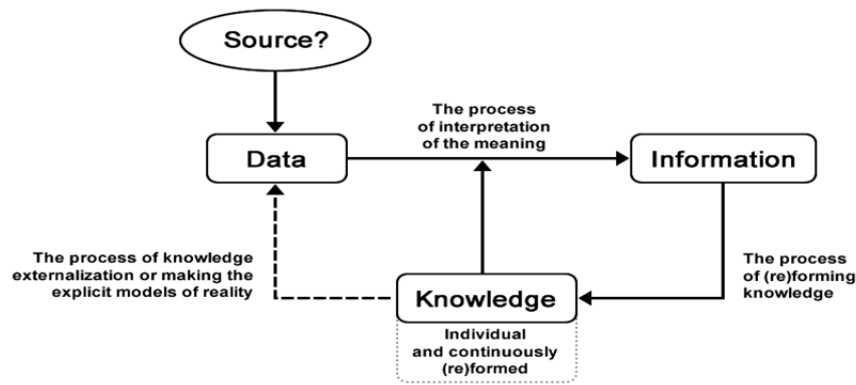 Source?
The process
of interpretation
of the meaning
Data
Information
The process of knowledge
externalization or making the
explicit models of reality
The process
of (re)forming
knowledge
Knowledge
Individual
and continuously
(re)formed